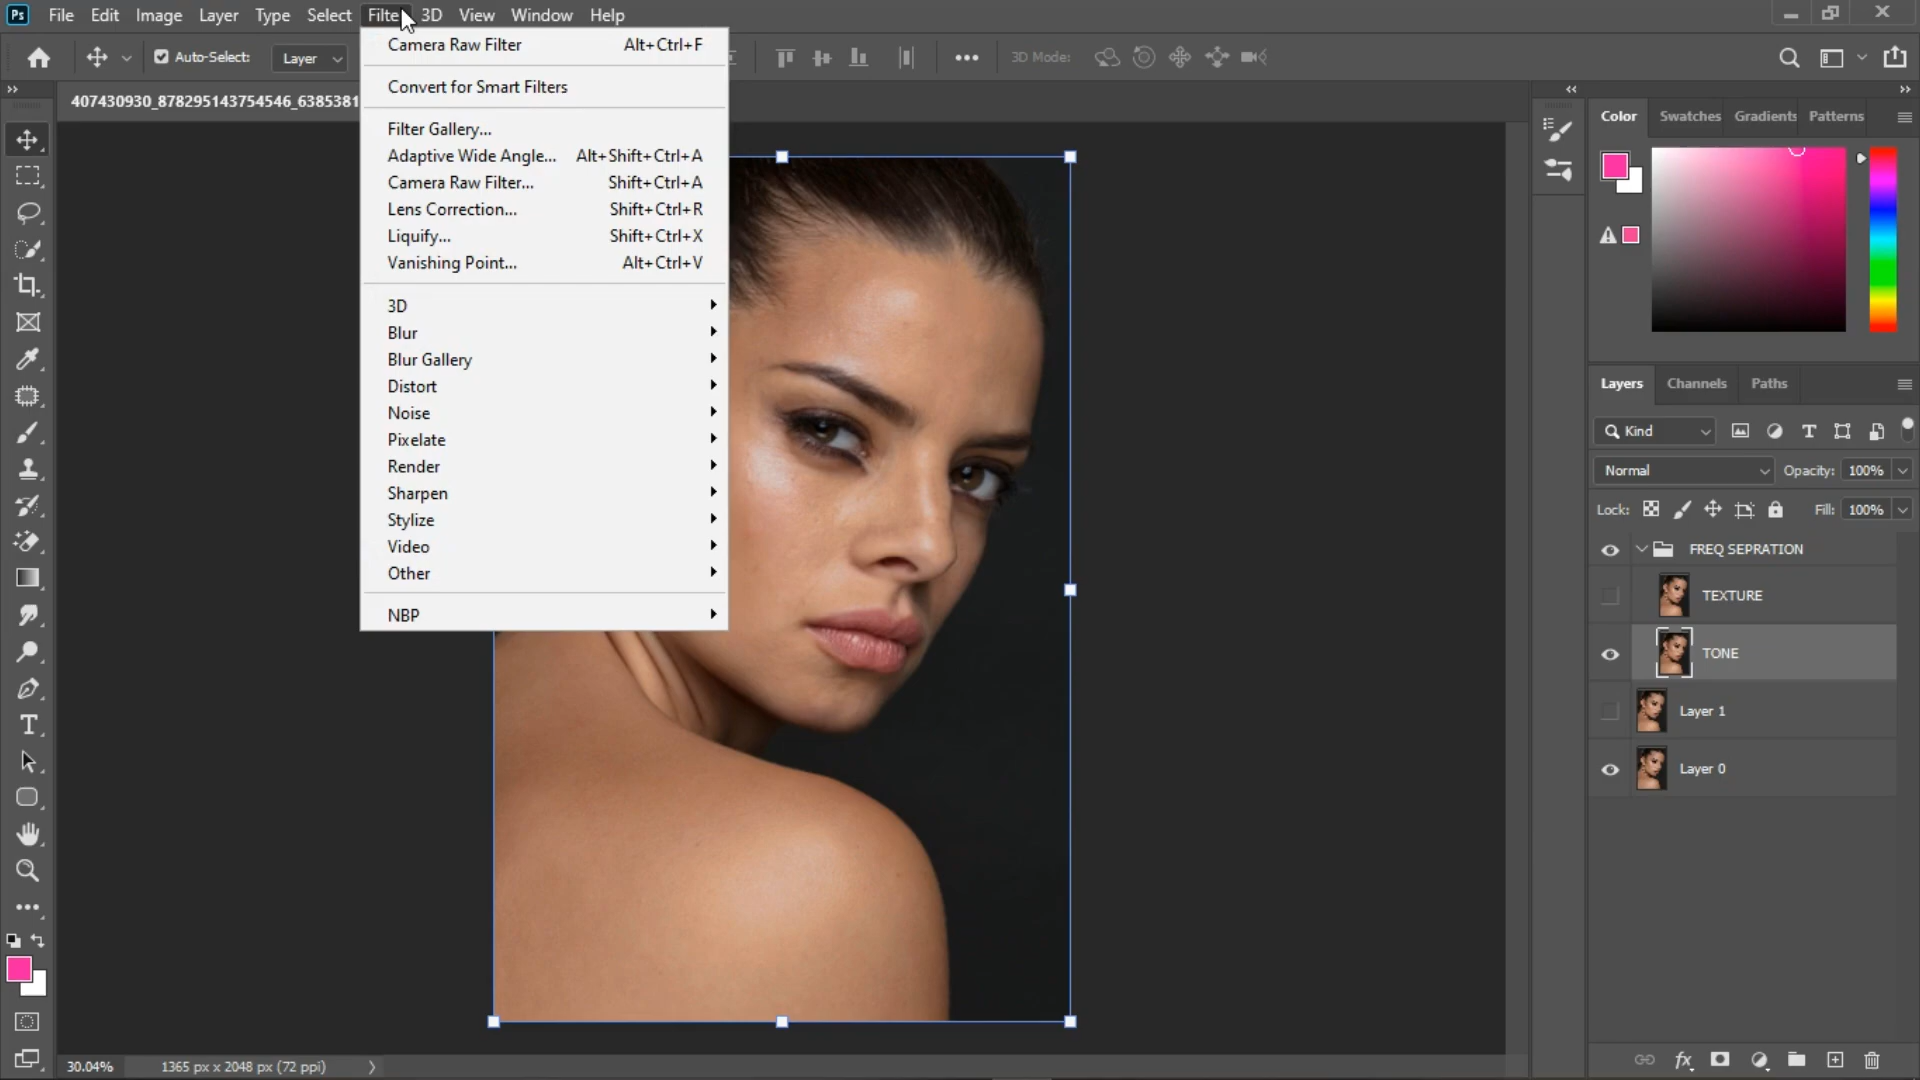 Ps File Edit Image Layer Type Select Filter 3D View Window Help
Auto-Select: Layer 3D Mode:
407430930_878295143754546_6385381
Camera Raw Filter Alt+Ctrl+F
Convert for Smart Filters
Filter Gallery...
Adaptive Wide Angle... Alt+Shift+Ctrl+A
Camera Raw Filter... Shift+Ctrl+A
Lens Correction... Shift+Ctrl+R
Liquify... Shift+Ctrl+X
Vanishing Point... Alt+Ctrl+V
3D
Blur
Blur Gallery
Distort
Noise
Pixelate
Render
Sharpen
Stylize
Video
Other
NBP
Color Swatches Gradients Patterns
Layers Channels Paths
Kind
Normal Opacity: 100%
Lock: Fill: 100%
FREQ SEPRATION
TEXTURE
TONE
Layer 1
Layer 0
30.04% 1365 px x 2048 px (72 ppi)